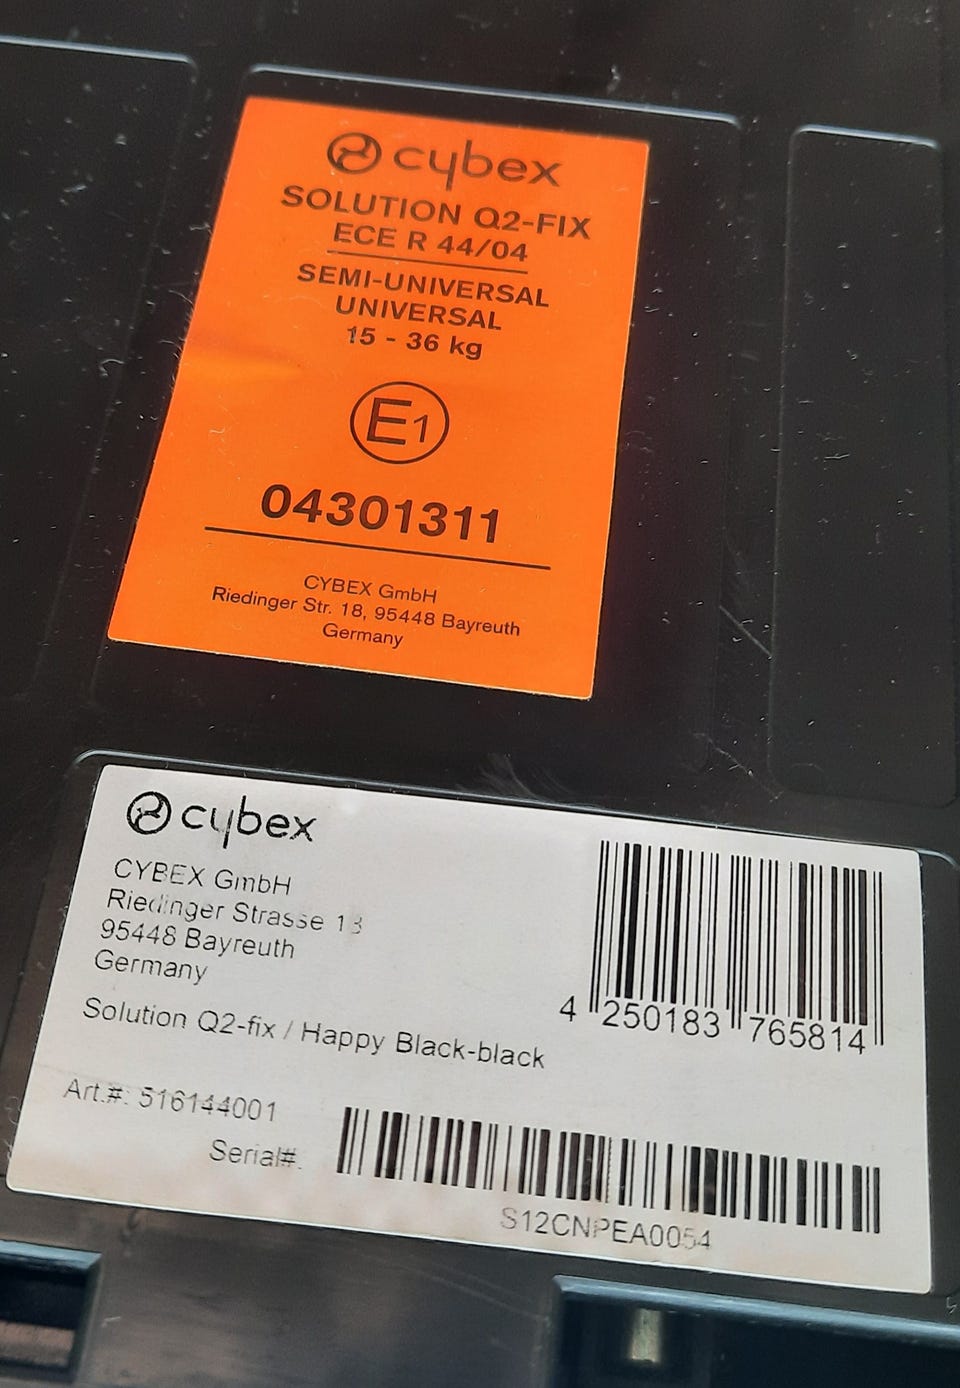 cybex
SOLUTION Q2-FIX
ECE R 44/04
SEMI-UNIVERSAL
UNIVERSAL
15 - 36 kg
E1
04301311
CYBEX GmbH
Riedinger Str. 18, 95448 Bayreuth
Germany
cybex
CYBEX GmbH
Riedinger Strasse 18
95448 Bayreuth
Germany
4 250183 765814
Solution Q2-fix / Happy Black-black
Art.#: 516144001
Serial#:
S12CNPEA0054